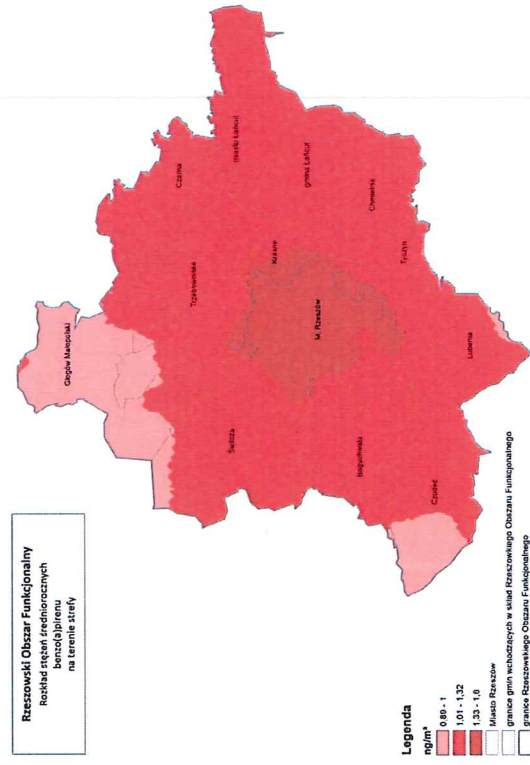 Rzeszowski Obszar Funkcjonalny
Rozkład stężeń średniorocznych
benzo(a)pirenu
na terenie strefy
Głogów Małopolski
Czarna
Trzebownisko
miasto Łańcut
Świlcza
Krasne
gmina Łańcut
M. Rzeszów
Chmielnik
Boguchwała
Tyczyn
Lubenia
Czudec
Legenda
ng/m³
0,89 - 1
1,01 - 1,32
1,33 - 1,6
Miasto Rzeszów
granice gmin wchodzących w skład Rzeszowkiego Obszaru Funkcjonalnego
granice Rzeszowskiego Obszaru Funkcjonalnego